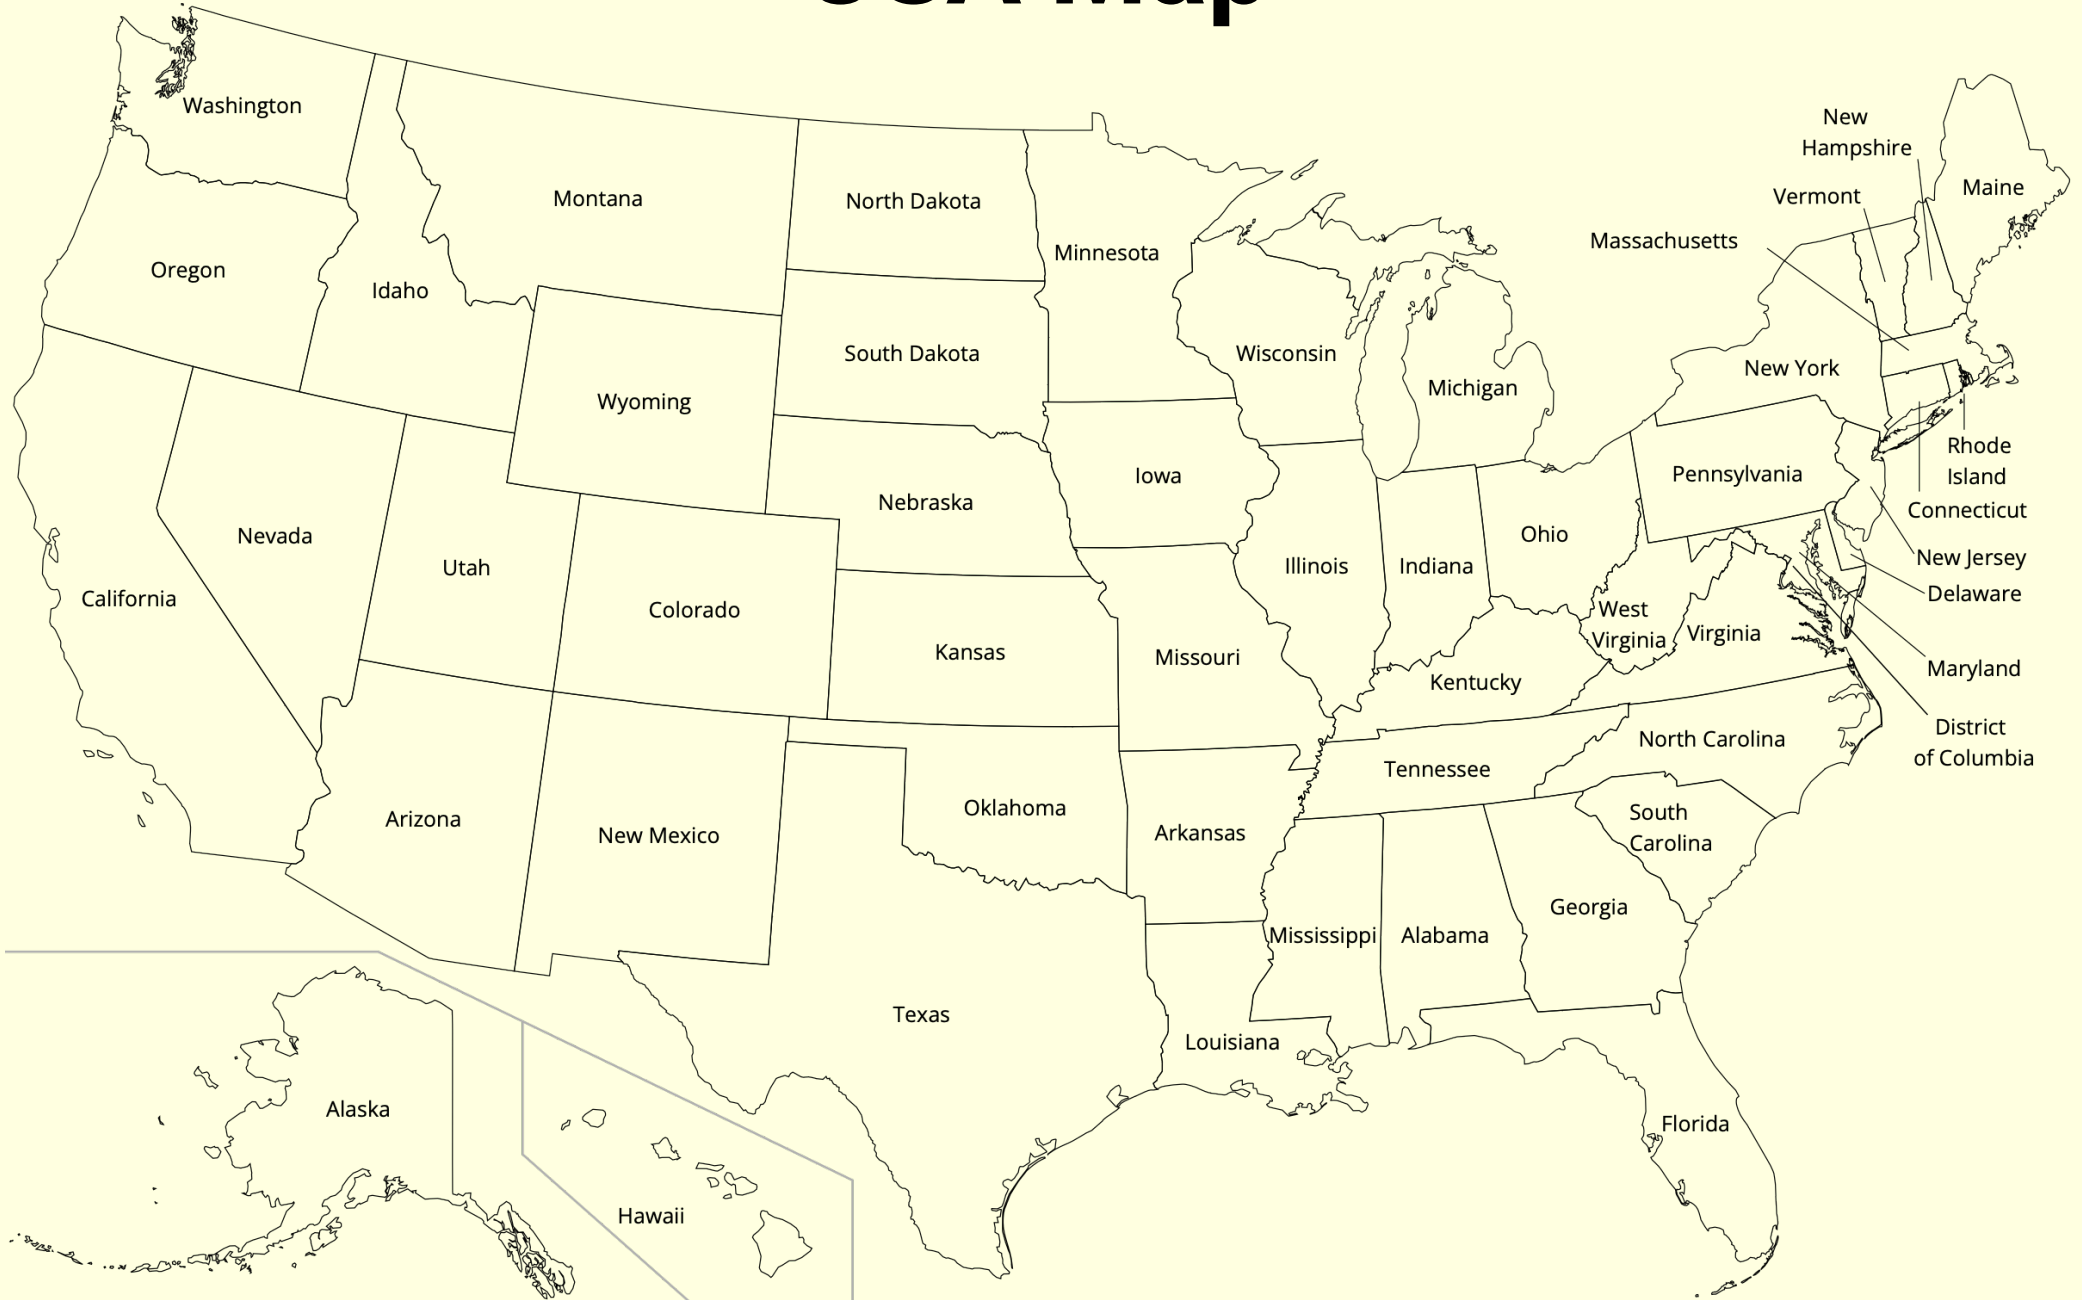 USA Map
Washington
Montana
North Dakota
Minnesota
Oregon
Idaho
South Dakota
Wisconsin
Michigan
Wyoming
New
Hampshire
Vermont
Maine
Massachusetts
New York
Rhode
Island
Connecticut
Pennsylvania
New Jersey
Delaware
Maryland
District
of Columbia
Nevada
Utah
California
Colorado
Nebraska
Iowa
Kansas
Missouri
Illinois
Indiana
Ohio
West
Virginia
Virginia
Kentucky
Tennessee
North Carolina
South
Carolina
Arizona
New Mexico
Oklahoma
Arkansas
Mississippi
Alabama
Georgia
Texas
Louisiana
Florida
Alaska
Hawaii